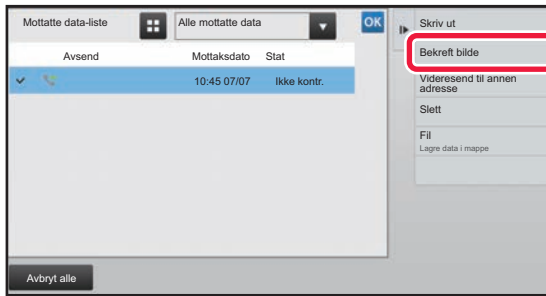 Mottatte data-liste
Alle mottatte data
OK
Avsend Mottaksdato Stat
10:45 07/07 Ikke kontr.
Avbryt alle
Skriv ut
Bekreft bilde
Videresend til annen
adresse
Slett
Fil
Lagre data i mappe